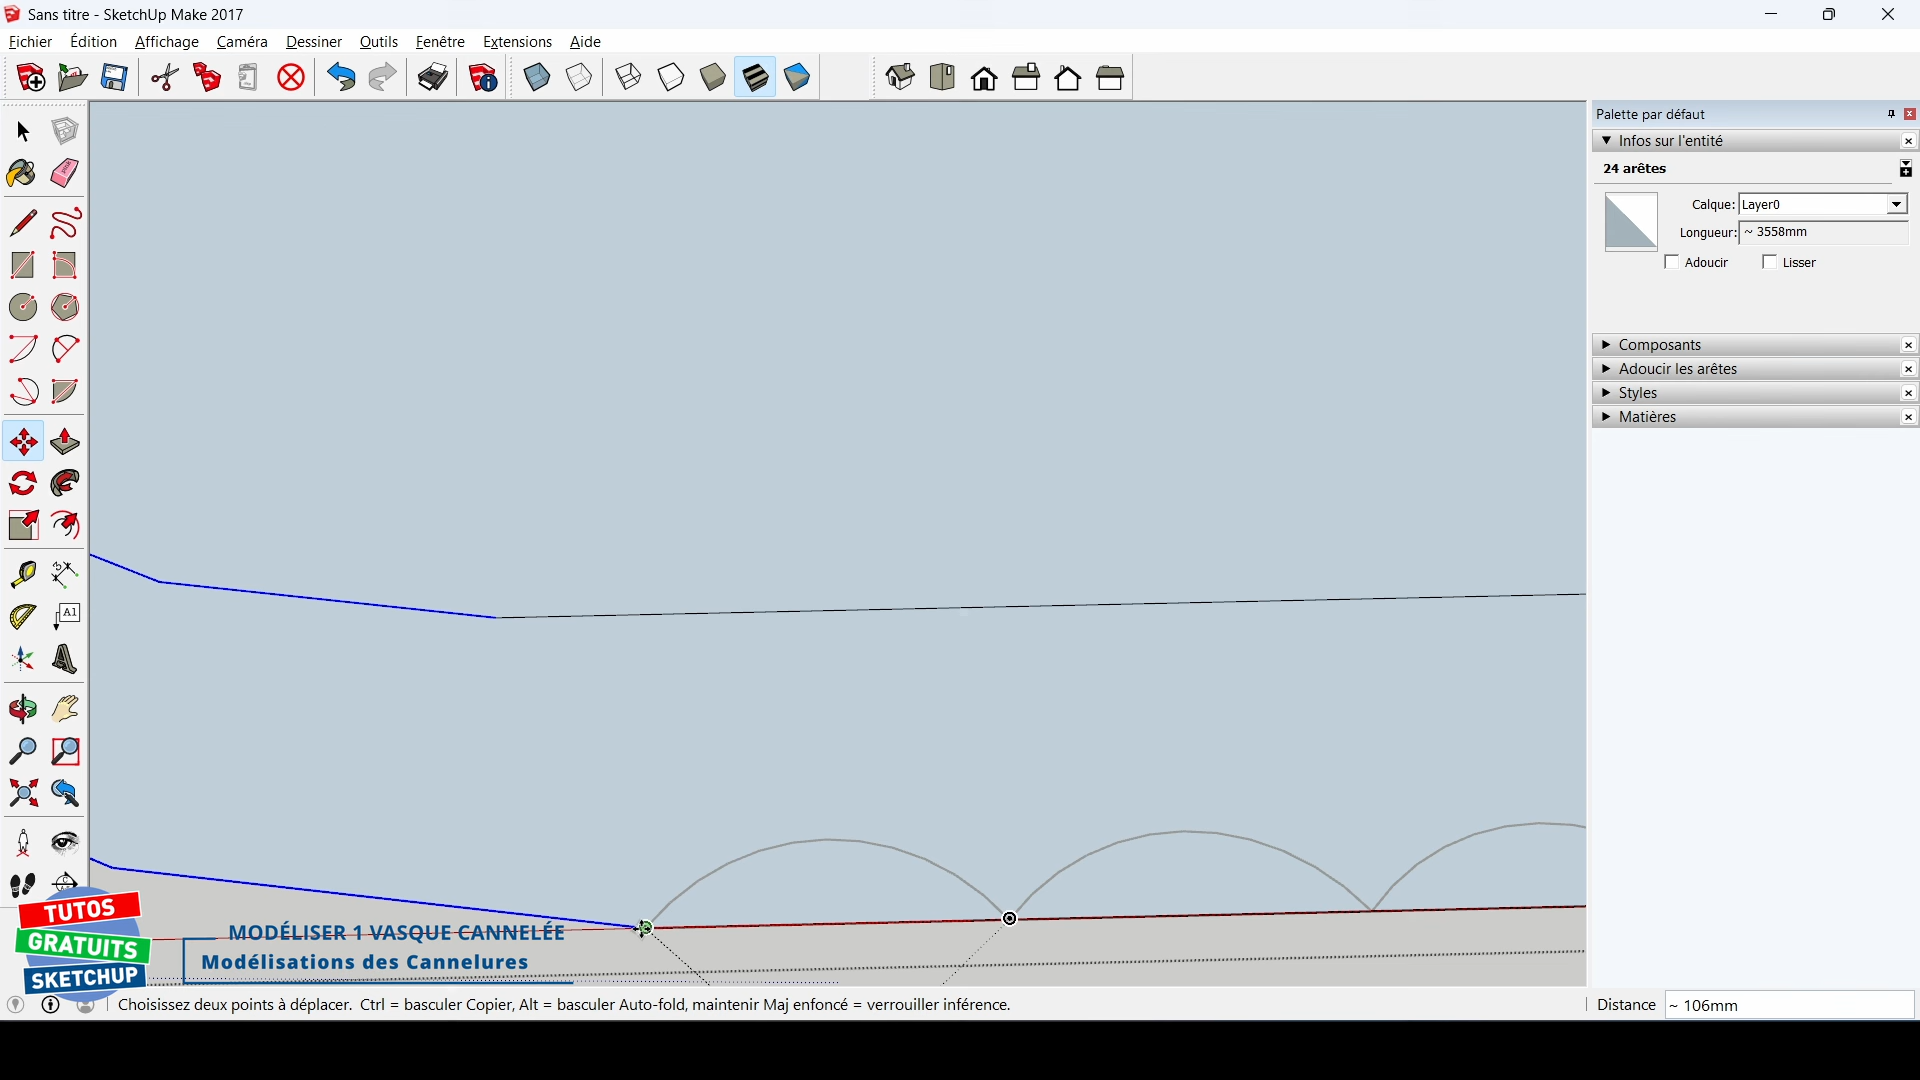 Sans titre - SketchUp Make 2017
Fichier Édition Affichage Caméra Dessiner Outils Fenêtre Extensions Aide
Palette par défaut
Infos sur l'entité
24 arêtes
Calque: Layer0
Longueur: ~ 3558mm
Adoucir Lisser
Composants
Adoucir les arêtes
Styles
Matières
A1
TUTOS
GRATUITS
SKETCHUP
MODÉLISER 1 VASQUE CANNELÉE
Modélisations des Cannelures
Choisissez deux points à déplacer. Ctrl = basculer Copier, Alt = basculer Auto-fold, maintenir Maj enfoncé = verrouiller inférence.
Distance ~ 106mm